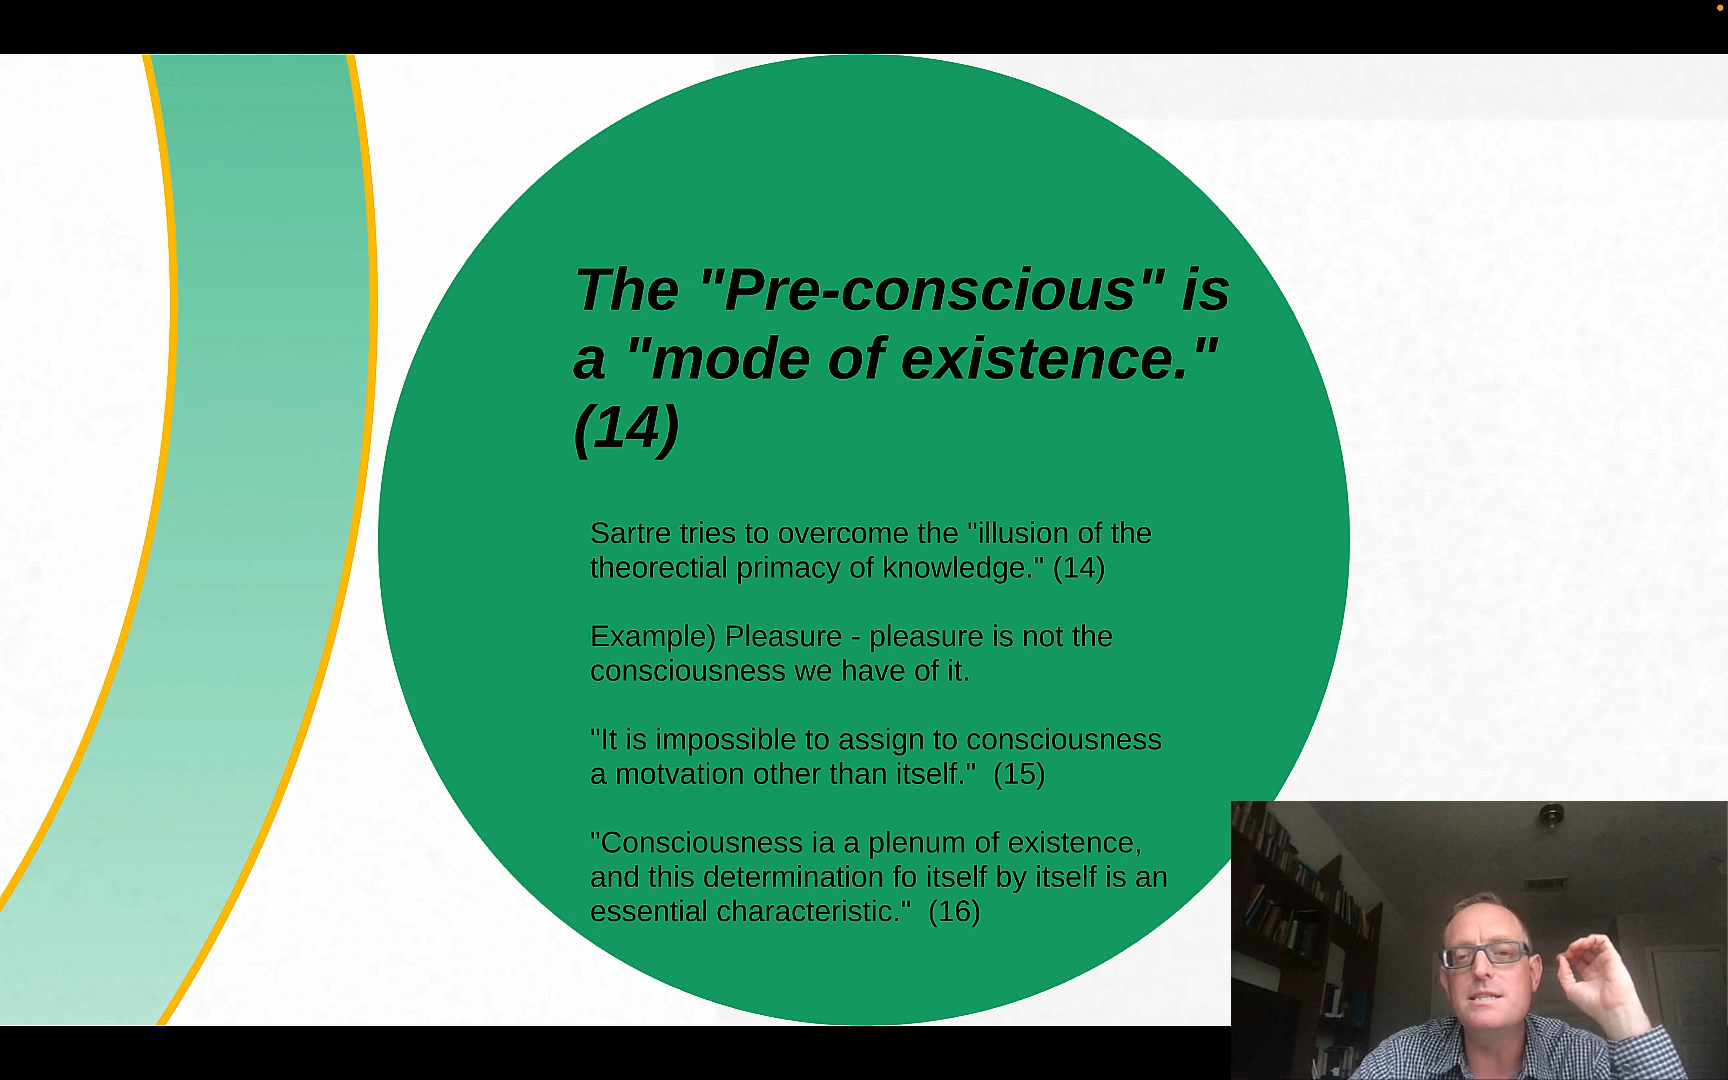 The "Pre-conscious" is
a "mode of existence."
(14)
Sartre tries to overcome the "illusion of the
theorectial primacy of knowledge." (14)
Example) Pleasure - pleasure is not the
consciousness we have of it.
"It is impossible to assign to consciousness
a motvation other than itself."  (15)
"Consciousness ia a plenum of existence,
and this determination fo itself by itself is an
essential characteristic."  (16)